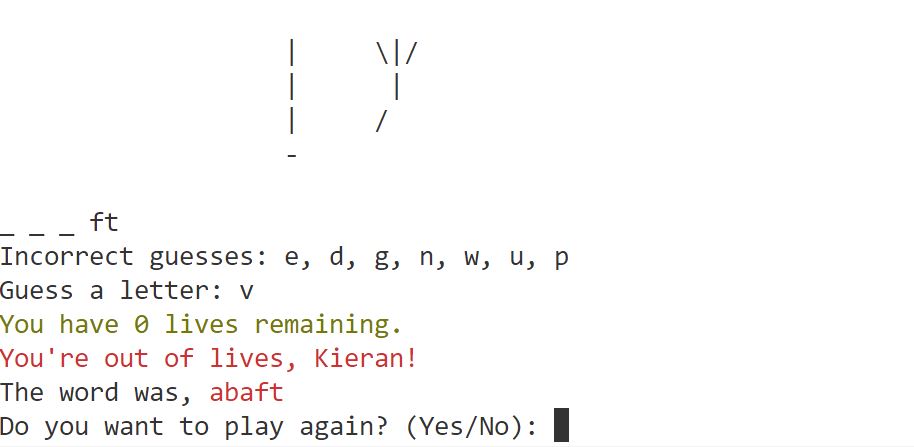 |     \|/
|      |
|     /
-
_ _ _ ft
Incorrect guesses: e, d, g, n, w, u, p
Guess a letter: v
You have 0 lives remaining.
You're out of lives, Kieran!
The word was, abaft
Do you want to play again? (Yes/No):